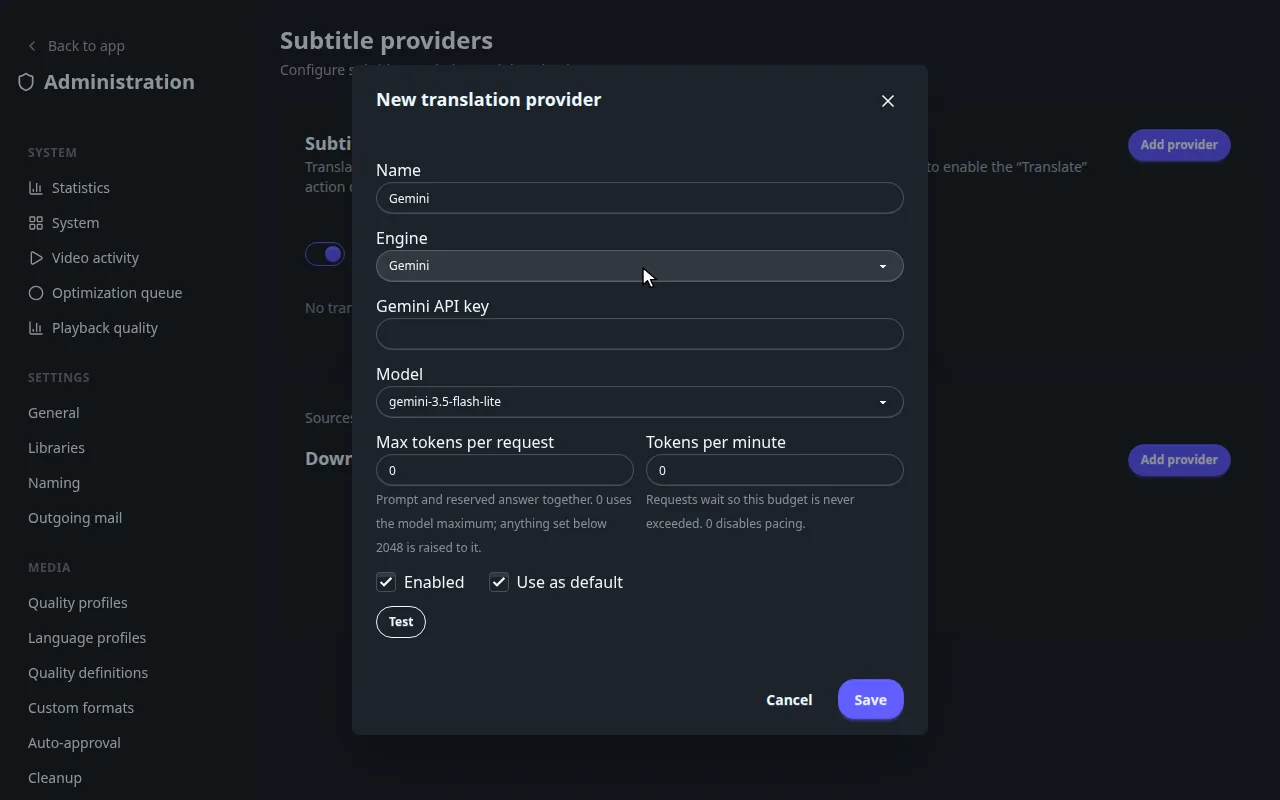 Back to app
Administration
SYSTEM
Statistics
System
Video activity
Optimization queue
Playback quality
SETTINGS
General
Libraries
Naming
Outgoing mail
MEDIA
Quality profiles
Language profiles
Quality definitions
Custom formats
Auto-approval
Cleanup
Subtitle providers
Configure
Add provider
to enable the “Translate”
action
Sources
Add provider
New translation provider
Name
Gemini
Engine
Gemini
Gemini API key
Model
gemini-3.5-flash-lite
Max tokens per request
0
Prompt and reserved answer together. 0 uses
the model maximum; anything set below
2048 is raised to it.
Tokens per minute
0
Requests wait so this budget is never
exceeded. 0 disables pacing.
Enabled
Use as default
Test
Cancel
Save